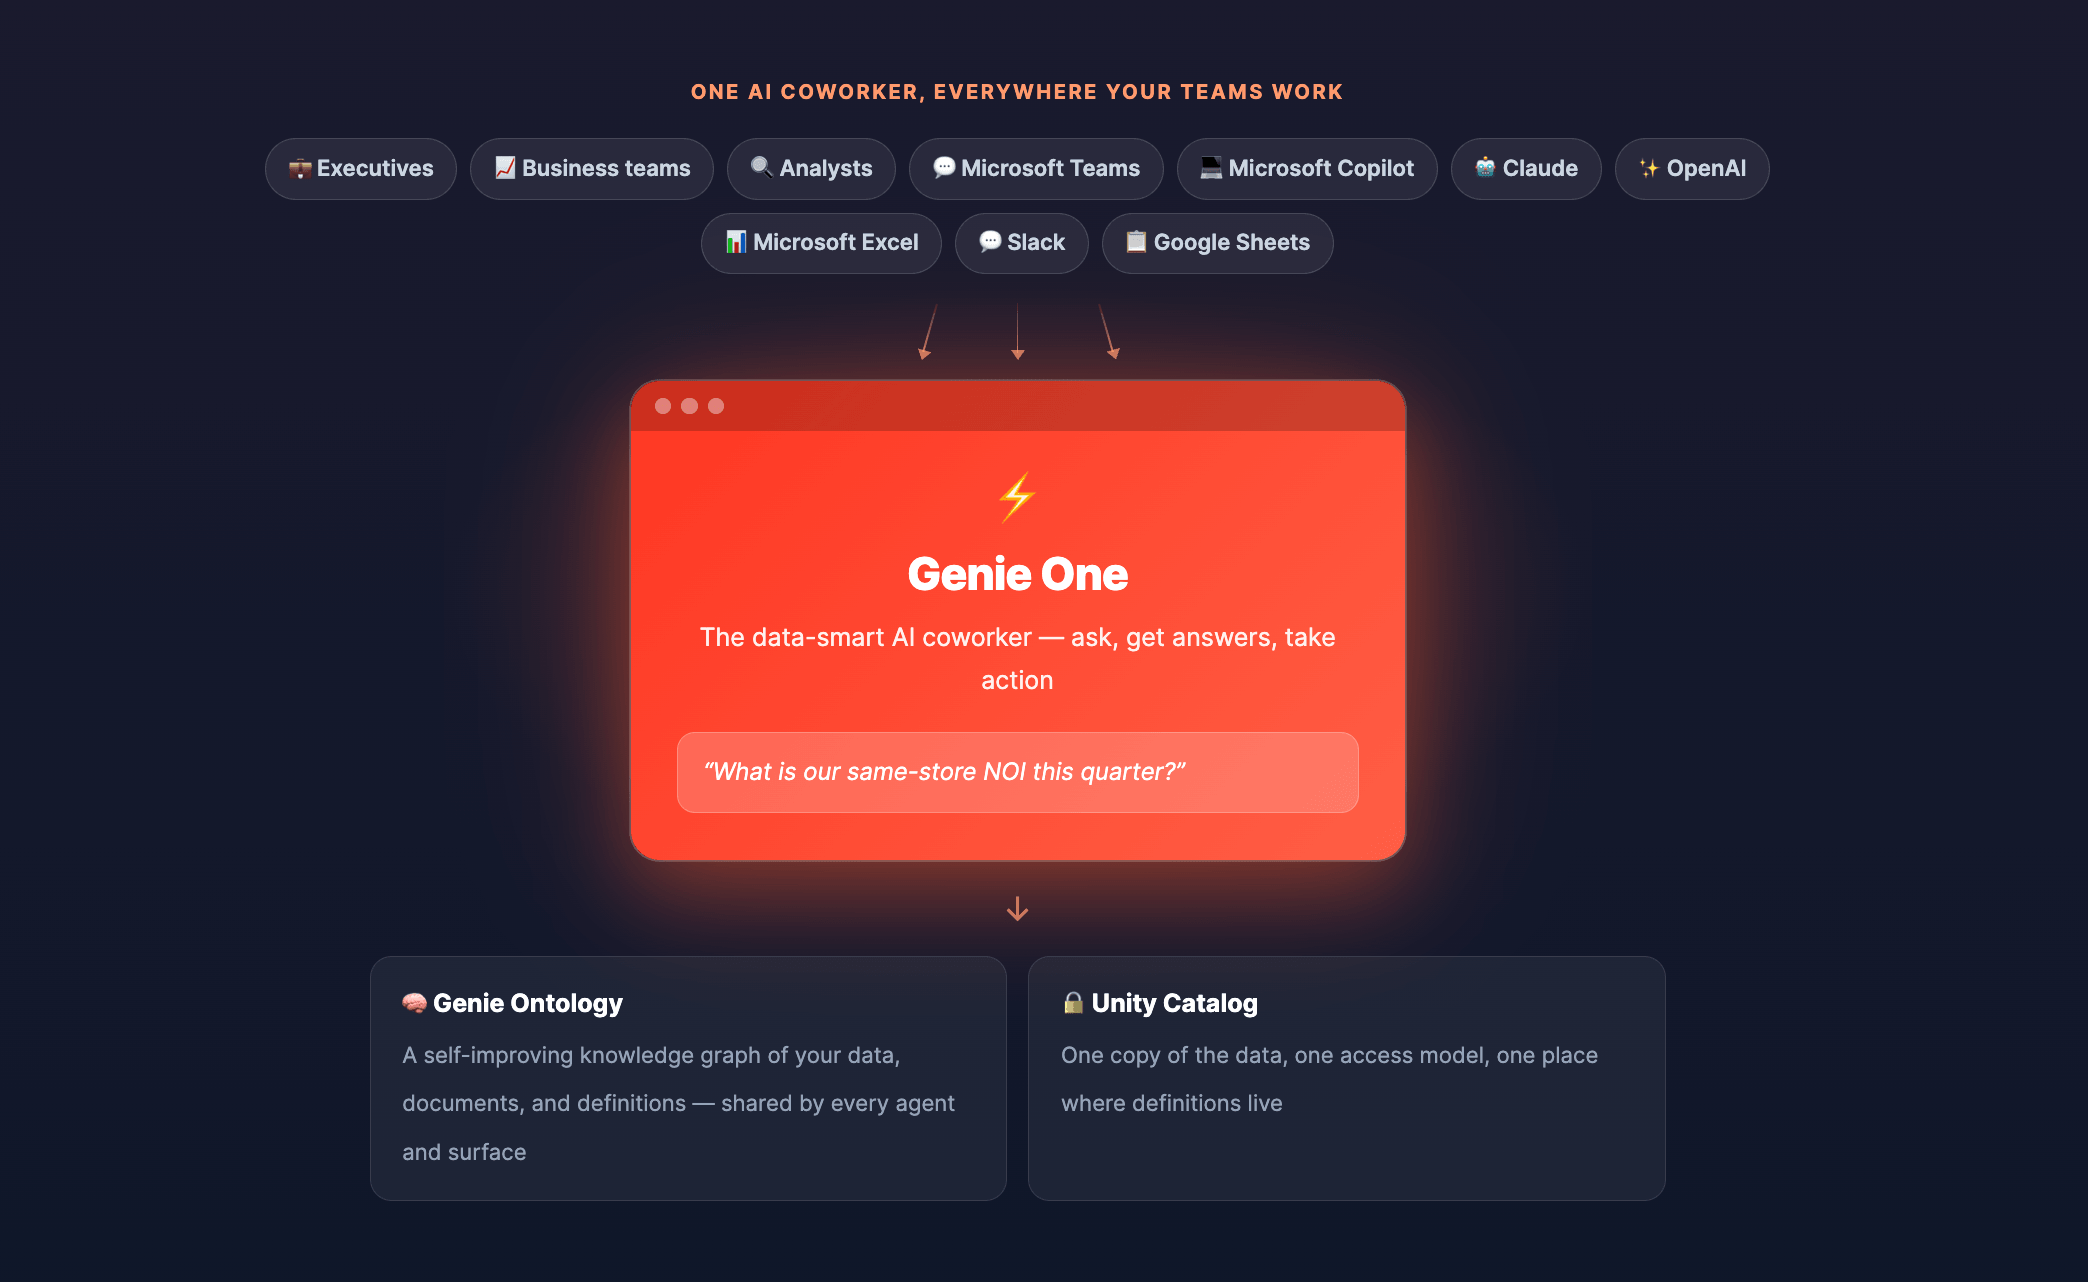 ONE AI COWORKER, EVERYWHERE YOUR TEAMS WORK
Executives
Business teams
Analysts
Microsoft Teams
Microsoft Copilot
Claude
OpenAI
Microsoft Excel
Slack
Google Sheets
Genie One
The data-smart AI coworker — ask, get answers, take
action
“What is our same-store NOI this quarter?”
Genie Ontology
A self-improving knowledge graph of your data,
documents, and definitions — shared by every agent
and surface
Unity Catalog
One copy of the data, one access model, one place
where definitions live